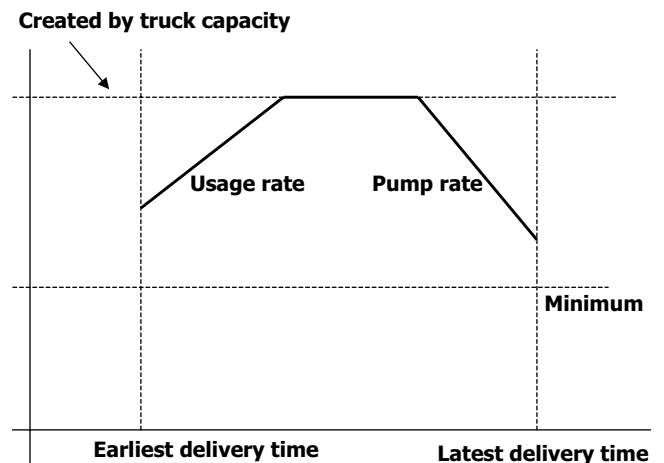 Created by truck capacity
Usage rate
Pump rate
Minimum
Earliest delivery time
Latest delivery time